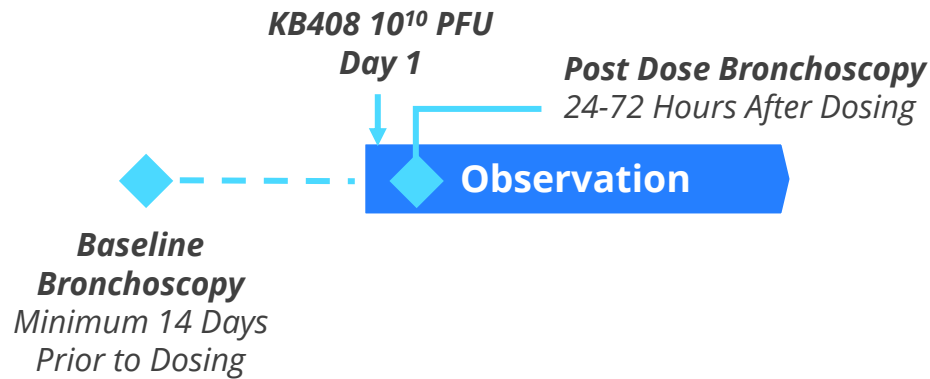 KB408 10¹⁰ PFU
Day 1
Post Dose Bronchoscopy
24-72 Hours After Dosing
Observation
Baseline
Bronchoscopy
Minimum 14 Days
Prior to Dosing